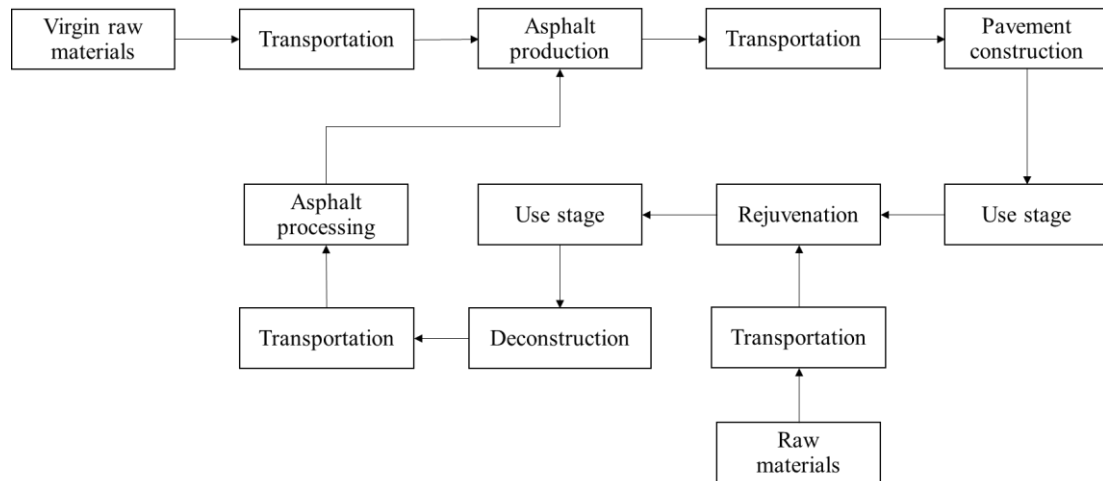 Virgin raw
materials
Transportation
Asphalt
production
Transportation
Pavement
construction
Asphalt
processing
Use stage
Rejuvenation
Use stage
Transportation
Deconstruction
Transportation
Raw
materials